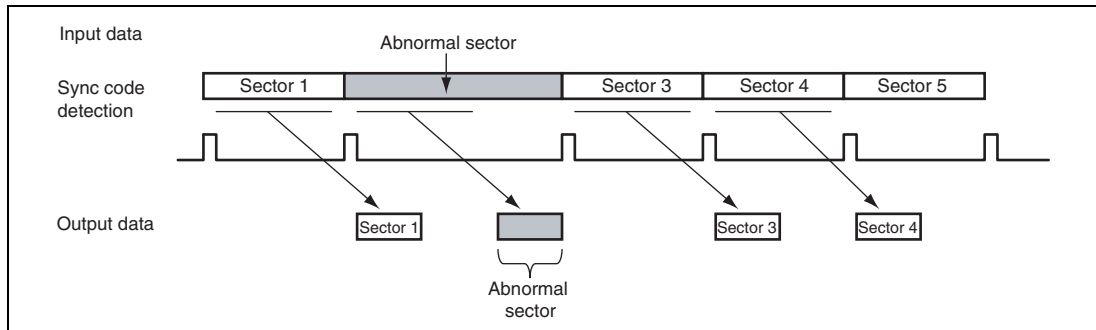 Input data
Abnormal sector
Sync code
detection
Sector 1
Sector 3
Sector 4
Sector 5
Output data
Sector 1
Sector 3
Sector 4
Abnormal
sector